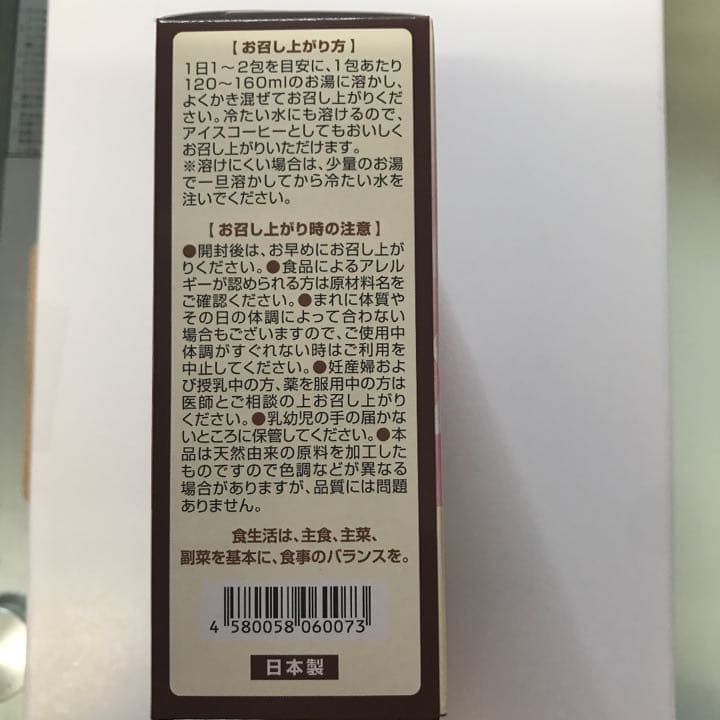 【お召し上がり方】
1日1〜2包を目安に、1包あたり
120〜160mlのお湯に溶かし、
よくかき混ぜてお召し上がりくだ
さい。冷たい水にも溶けるので、
アイスコーヒーとしてもおいしく
お召し上がりいただけます。
※溶けにくい場合は、少量のお湯
で一旦溶かしてから冷たい水を
注いでください。
【お召し上がり時の注意】
●開封後は、お早めにお召し上が
りください。●食品によるアレル
ギーが認められる方は原材料名を
ご確認ください。●まれに体質や
その日の体調によって合わない
場合もございますので、ご使用中
体調がすぐれない時はご利用を
中止してください。●妊産婦およ
び授乳中の方、薬を服用中の方は
医師とご相談の上お召し上がり
ください。●乳幼児の手の届かな
いところに保管してください。●本
品は天然由来の原料を加工した
ものですので色調などが異なる
場合がありますが、品質には問題
ありません。
食生活は、主食、主菜、
副菜を基本に、食事のバランスを。
4 580058 060073
日本製